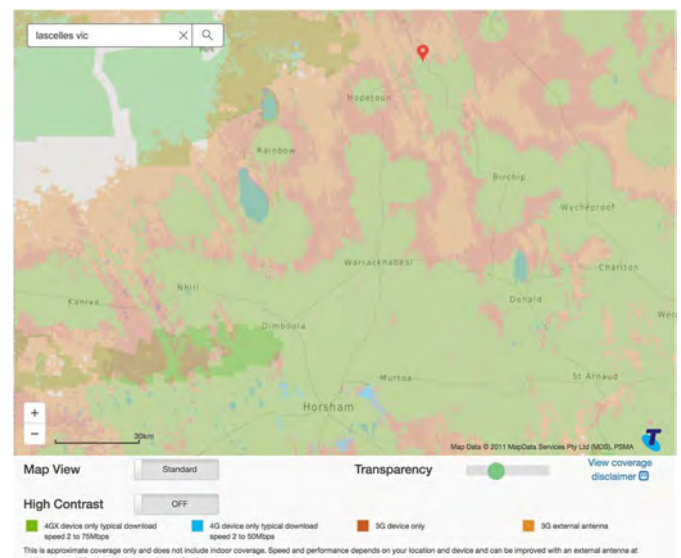 lascelles vic
Park
Hopetoun
Rainbow
Birchip
Wycheproof
Warracknabeal
Charlton
Nhill
Kaniva
Donald
Dimboola
Murtoa
St Arnaud
Horsham
+
−
30km
Map Data © 2011 MapData Services Pty Ltd (MDS), PSMA
Map View Standard Transparency View coverage
disclaimer
High Contrast OFF
4GX device only typical download 4G device only typical download 3G device only 3G external antenna
speed 2 to 75Mbps speed 2 to 50Mbps
This is approximate coverage only and does not include indoor coverage. Speed and performance depends on your location and device and can be improved with an external antenna at